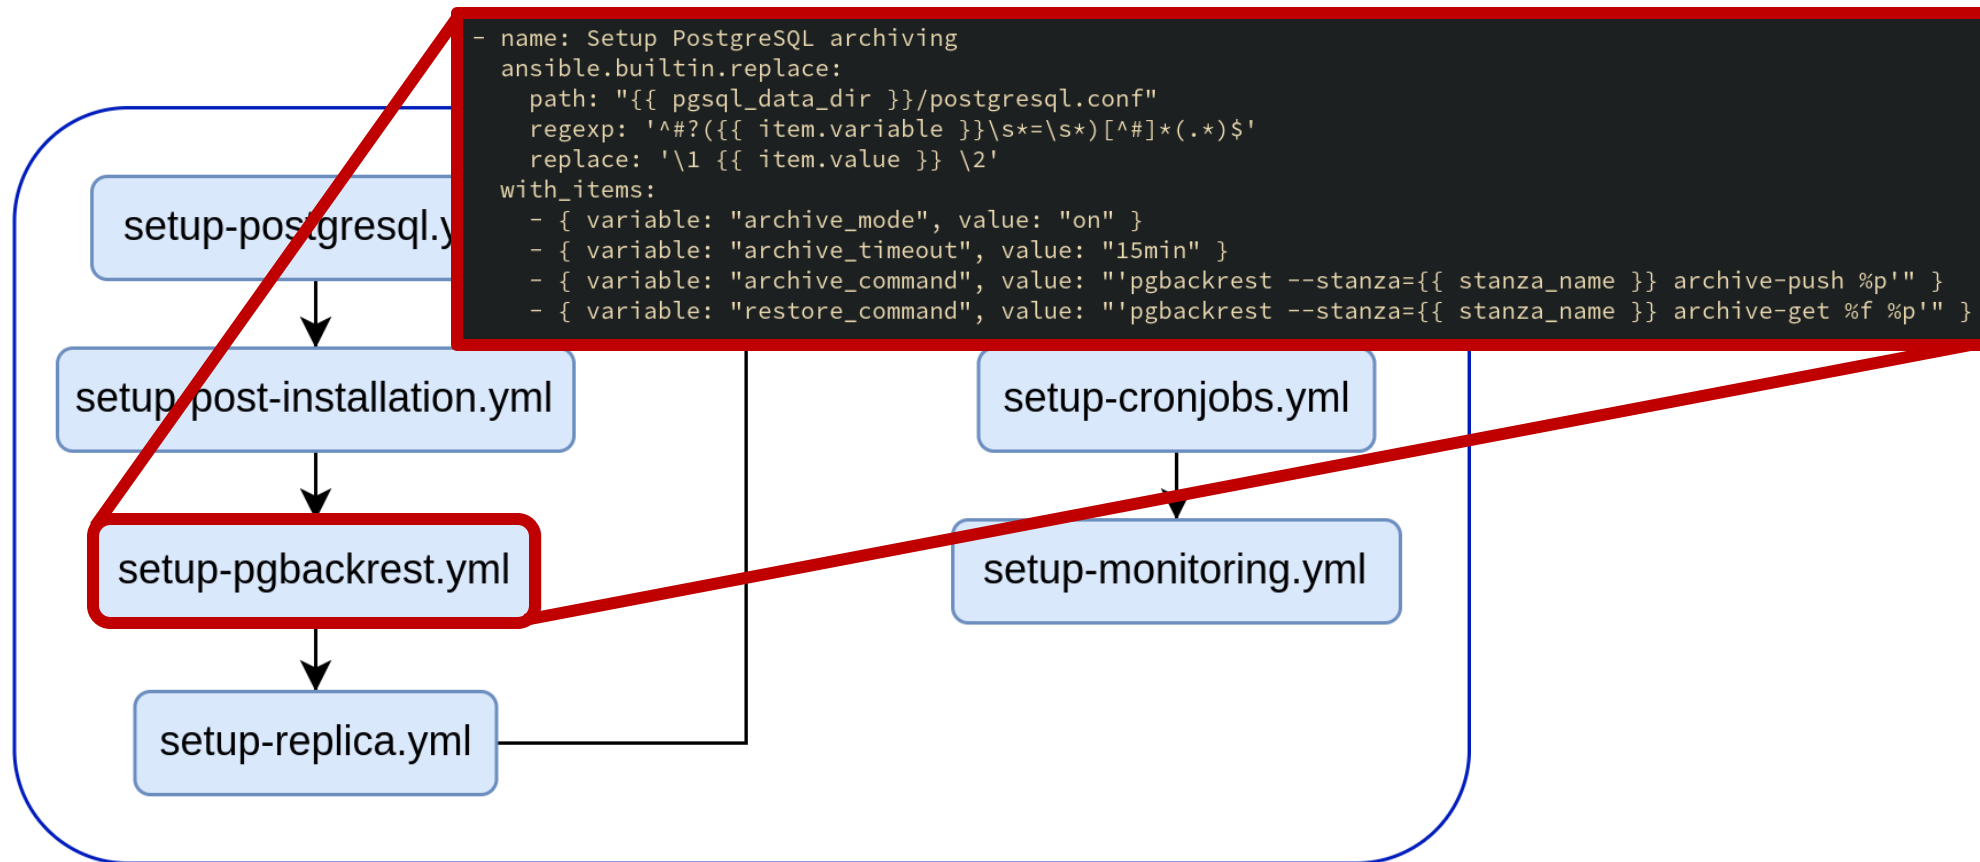 - name: Setup PostgreSQL archiving
  ansible.builtin.replace:
    path: "{{ pgsql_data_dir }}/postgresql.conf"
    regexp: '^#?({{ item.variable }}\s*=\s*)[^#]*(.*)$'
    replace: '\1 {{ item.value }} \2'
  with_items:
    - { variable: "archive_mode", value: "on" }
    - { variable: "archive_timeout", value: "15min" }
    - { variable: "archive_command", value: "'pgbackrest --stanza={{ stanza_name }} archive-push %p'" }
    - { variable: "restore_command", value: "'pgbackrest --stanza={{ stanza_name }} archive-get %f %p'" }
setup-postgresql.y
setup-post-installation.yml
setup-pgbackrest.yml
setup-replica.yml
setup-cronjobs.yml
setup-monitoring.yml